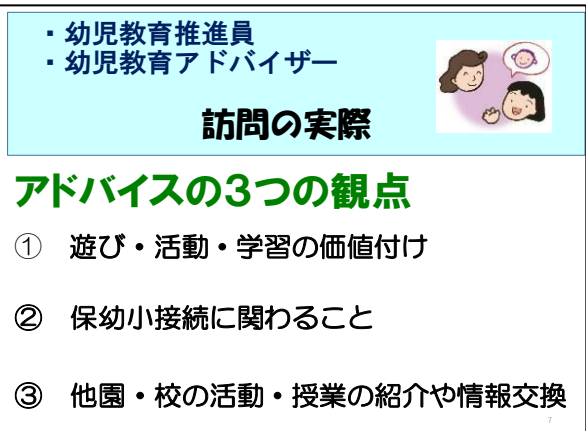 ・幼児教育推進員
・幼児教育アドバイザー
訪問の実際
アドバイスの３つの観点
① 遊び・活動・学習の価値付け
② 保幼小接続に関わること
③ 他園・校の活動・授業の紹介や情報交換
7